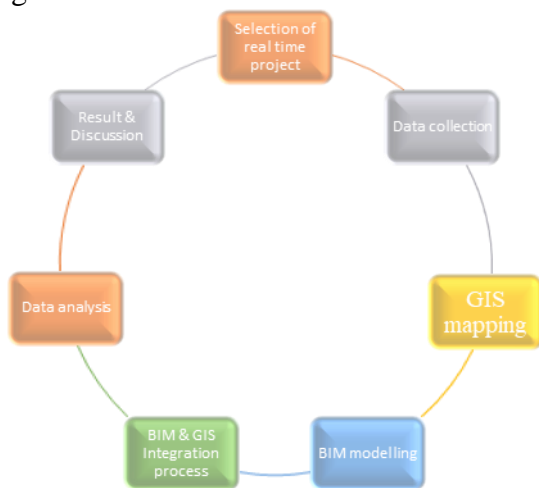 g
Selection of
real time
project
Data collection
GIS
mapping
BIM modelling
BIM & GIS
Integration
process
Data analysis
Result &
Discussion